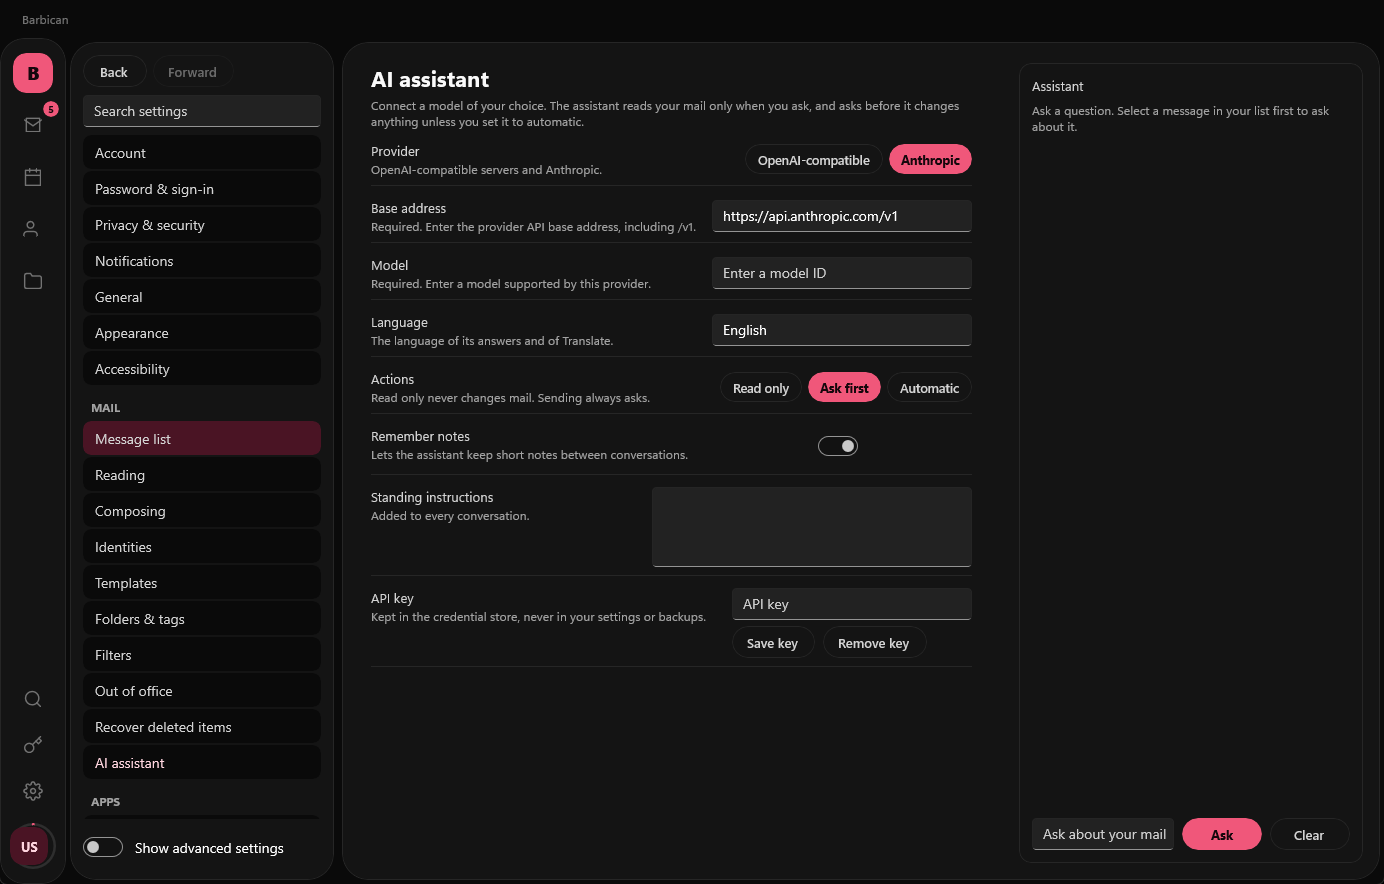 Barbican
B
5
US
Back
Forward
Search settings
Account
Password & sign-in
Privacy & security
Notifications
General
Appearance
Accessibility
MAIL
Message list
Reading
Composing
Identities
Templates
Folders & tags
Filters
Out of office
Recover deleted items
AI assistant
APPS
Show advanced settings
AI assistant
Connect a model of your choice. The assistant reads your mail only when you ask, and asks before it changes
anything unless you set it to automatic.
Provider
OpenAI-compatible servers and Anthropic.
OpenAI-compatible
Anthropic
Base address
Required. Enter the provider API base address, including /v1.
https://api.anthropic.com/v1
Model
Required. Enter a model supported by this provider.
Enter a model ID
Language
The language of its answers and of Translate.
English
Actions
Read only never changes mail. Sending always asks.
Read only
Ask first
Automatic
Remember notes
Lets the assistant keep short notes between conversations.
Standing instructions
Added to every conversation.
API key
Kept in the credential store, never in your settings or backups.
API key
Save key
Remove key
Assistant
Ask a question. Select a message in your list first to ask
about it.
Ask about your mail
Ask
Clear